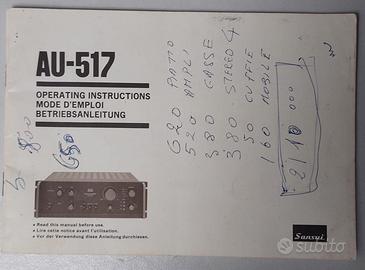 AU-517
OPERATING INSTRUCTIONS
MODE D'EMPLOI
BETRIEBSANLEITUNG
• Read this manual before use.
• Lire cette notice avant l'utilisation.
• Vor der Verwendung diese Anleitung durchlesen.
620 PIATTO
520 AMPLI
380 CASSE
380 - STEREO 4
50 CUFFIE
160 MOBILE
2110 000
650
Sansui
subito